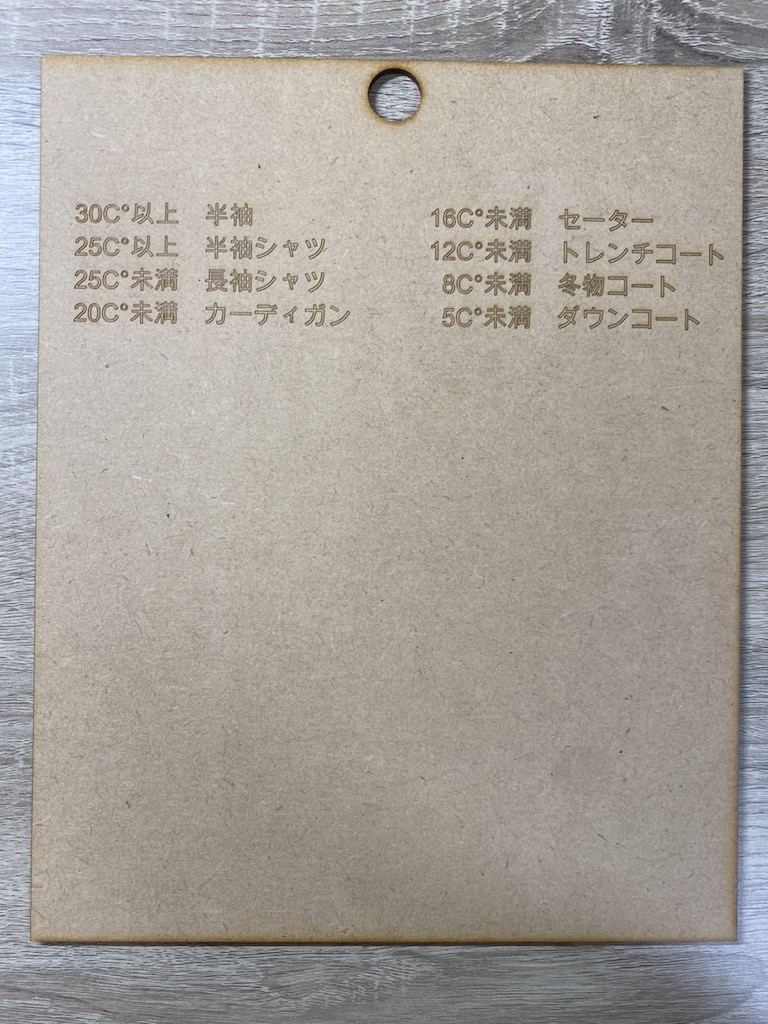 30C°以上　半袖
25C°以上　半袖シャツ
25C°未満　長袖シャツ
20C°未満　カーディガン
16C°未満　セーター
12C°未満　トレンチコート
8C°未満　冬物コート
5C°未満　ダウンコート